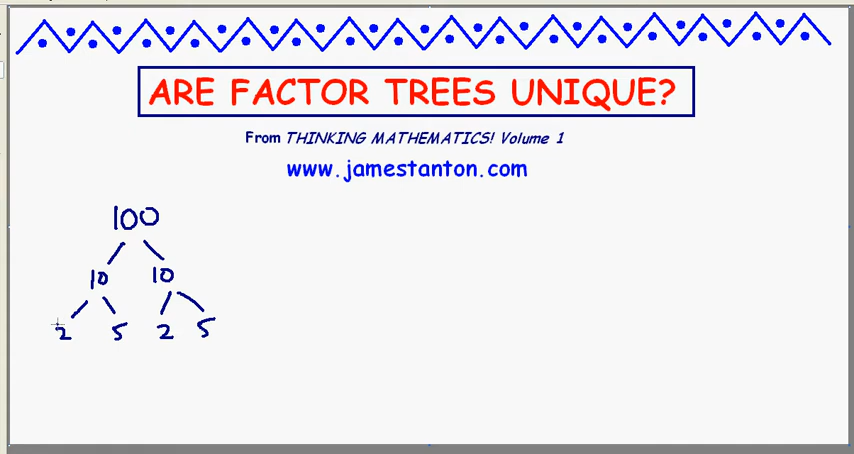 ARE FACTOR TREES UNIQUE?
From THINKING MATHEMATICS! Volume 1
www.jamestanton.com
100
10 10
2 5 2 5